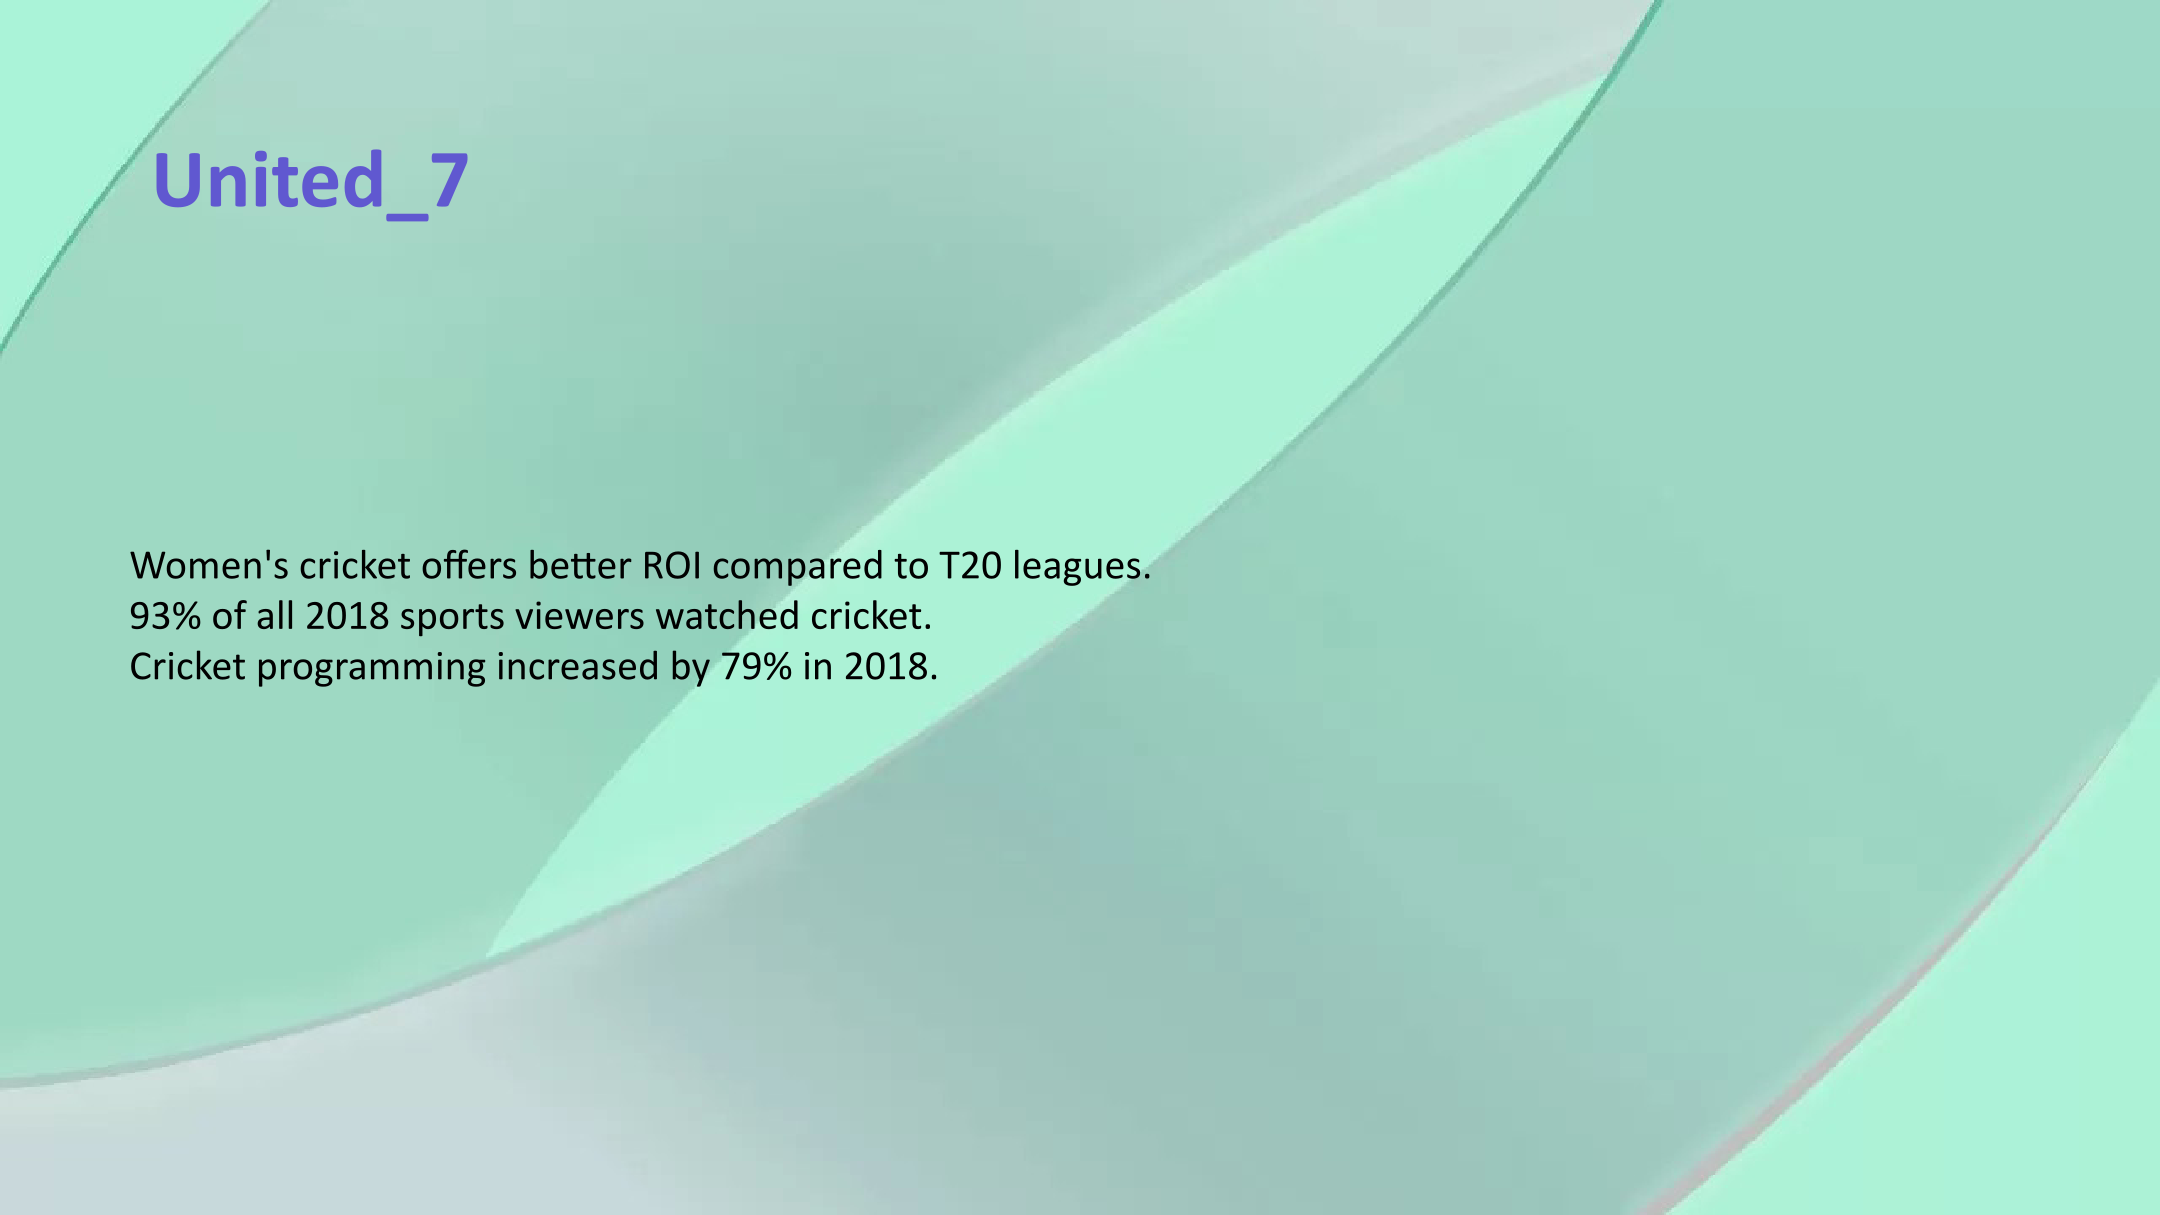 United_7
Women's cricket offers better ROI compared to T20 leagues.
93% of all 2018 sports viewers watched cricket.
Cricket programming increased by 79% in 2018.